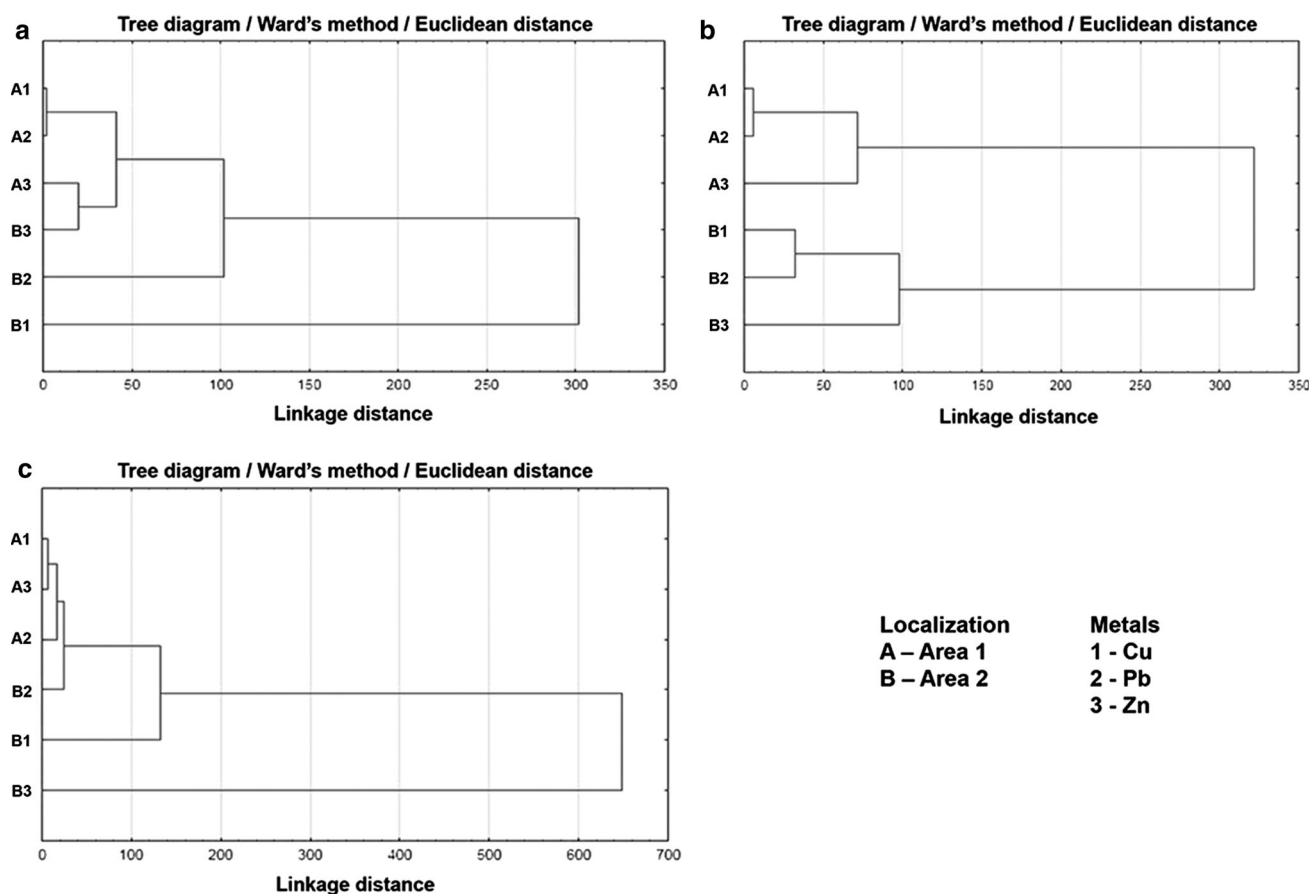 a
Tree diagram / Ward's method / Euclidean distance
A1
A2
A3
B3
B2
B1
0 50 100 150 200 250 300 350
Linkage distance
b
Tree diagram / Ward's method / Euclidean distance
A1
A2
A3
B1
B2
B3
0 50 100 150 200 250 300 350
Linkage distance
c
Tree diagram / Ward's method / Euclidean distance
A1
A3
A2
B2
B1
B3
0 100 200 300 400 500 600 700
Linkage distance
Localization
A – Area 1
B – Area 2
Metals
1 - Cu
2 - Pb
3 - Zn